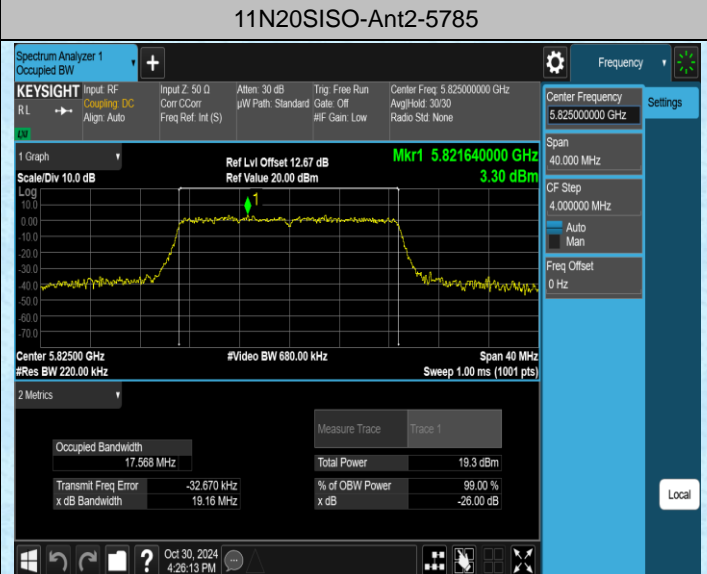 11N20SISO-Ant2-5785
Spectrum Analyzer 1
Occupied BW
+
Frequency
KEYSIGHT
RL
Input: RF
Coupling: DC
Align: Auto
Input Z: 50 Ω
Corr CCorr
Freq Ref: Int (S)
Atten: 30 dB
µW Path: Standard
Trig: Free Run
Gate: Off
#IF Gain: Low
Center Freq: 5.825000000 GHz
Avg|Hold: 30/30
Radio Std: None
LXI
Center Frequency
5.825000000 GHz
Settings
Span
40.000 MHz
CF Step
4.000000 MHz
Auto
Man
Freq Offset
0 Hz
1 Graph
Scale/Div 10.0 dB
Ref Lvl Offset 12.67 dB
Ref Value 20.00 dBm
Mkr1 5.821640000 GHz
3.30 dBm
Log
10.0
0.00
-10.0
-20.0
-30.0
-40.0
-50.0
-60.0
-70.0
1
Center 5.82500 GHz
#Video BW 680.00 kHz
Span 40 MHz
#Res BW 220.00 kHz
Sweep 1.00 ms (1001 pts)
2 Metrics
Measure Trace
Trace 1
Occupied Bandwidth
17.568 MHz
Total Power
19.3 dBm
Transmit Freq Error
-32.670 kHz
% of OBW Power
99.00 %
x dB Bandwidth
19.16 MHz
x dB
-26.00 dB
Local
?
Oct 30, 2024
4:26:13 PM